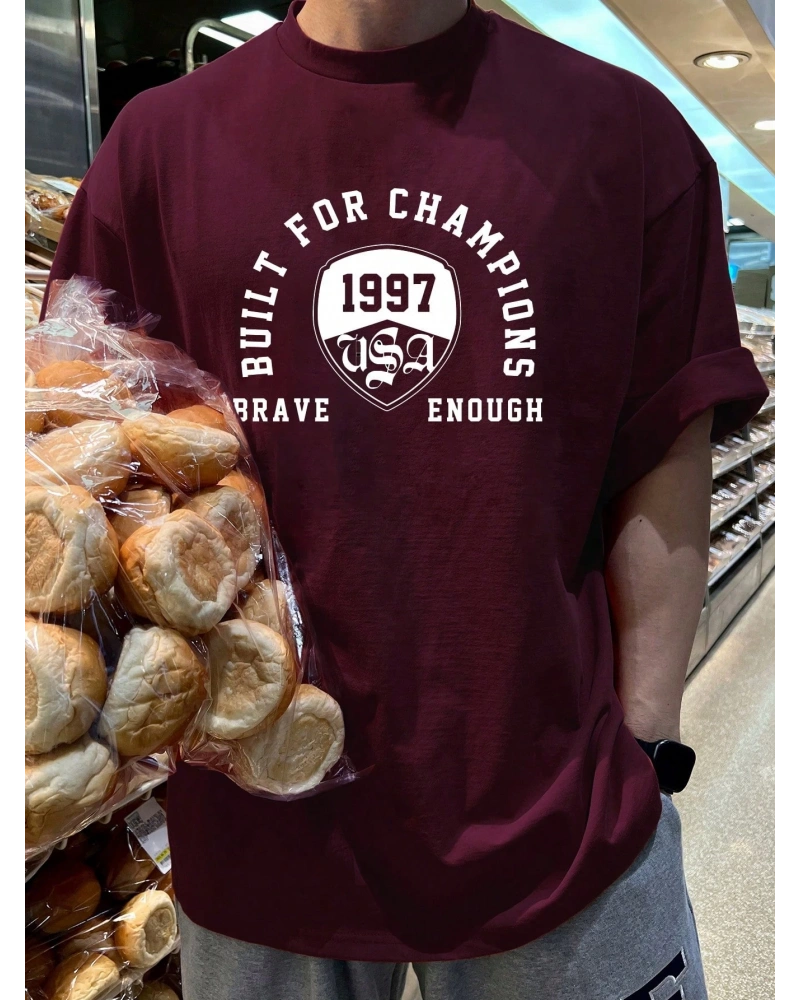 BUILT FOR CHAMPIONS
1997
USA
BRAVE ENOUGH